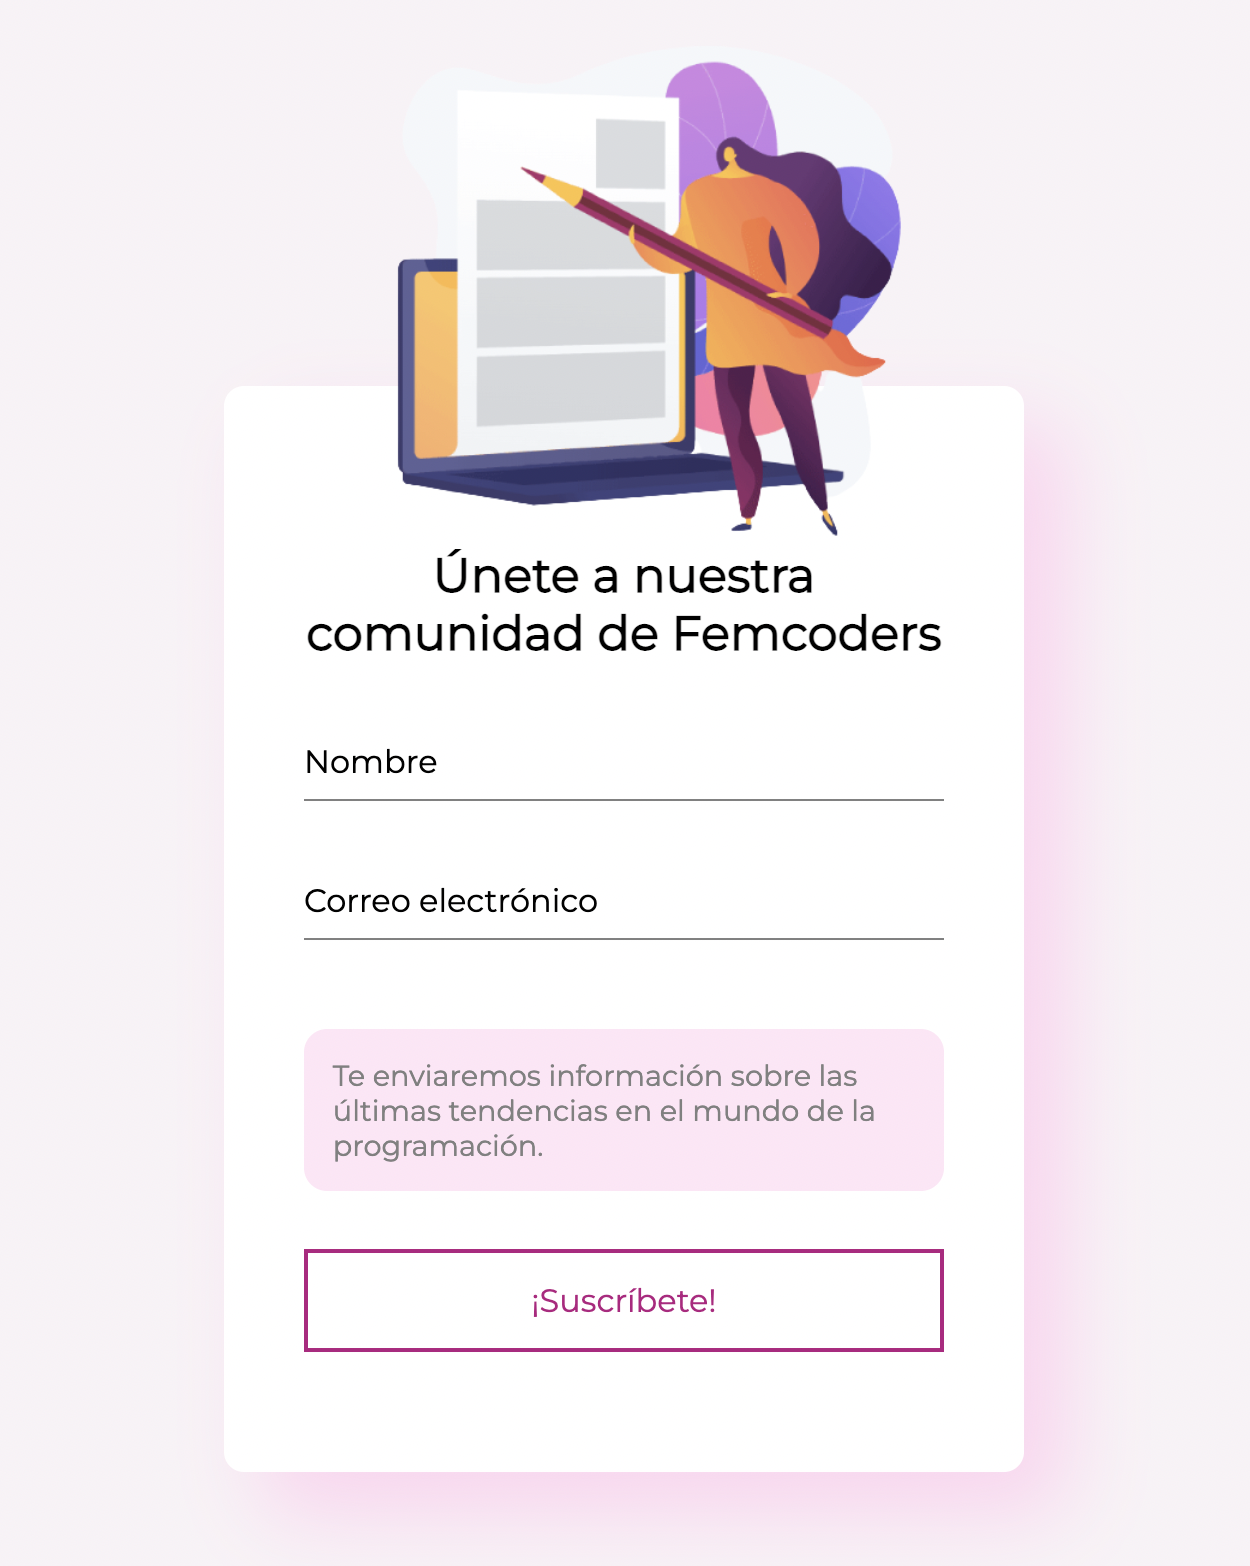 Únete a nuestra
comunidad de Femcoders
Nombre
Correo electrónico
Te enviaremos información sobre las
últimas tendencias en el mundo de la
programación.
¡Suscríbete!